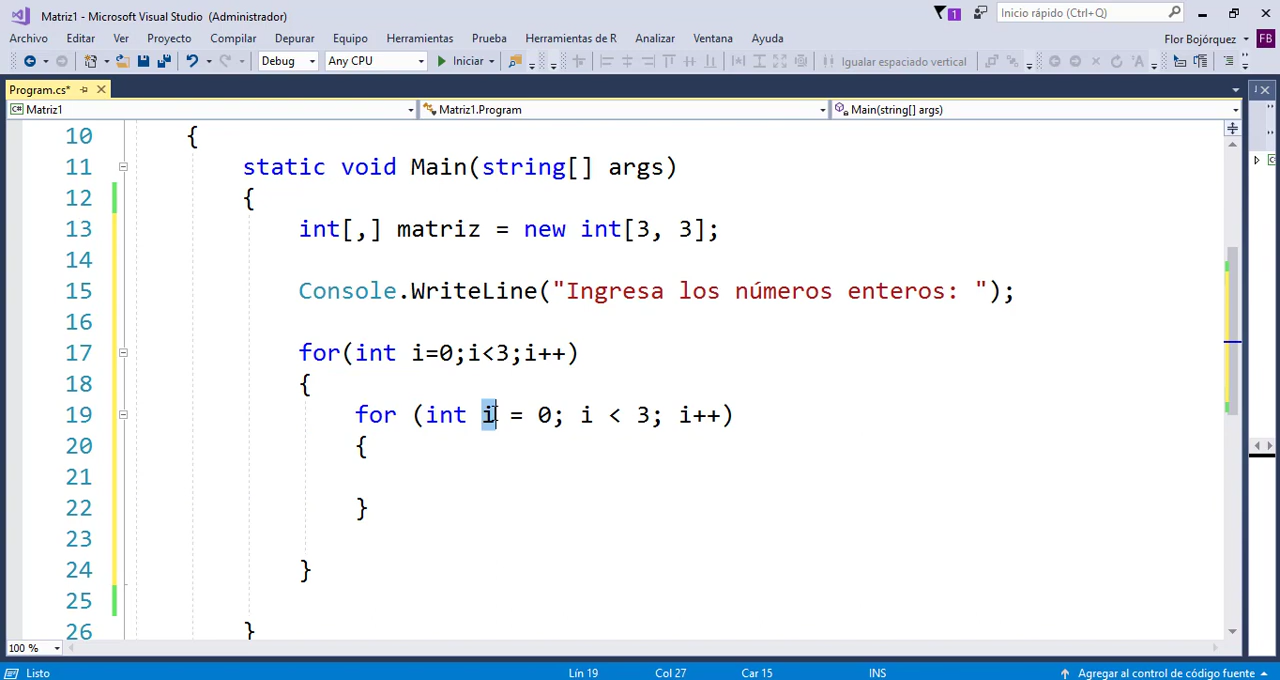 Matriz1 - Microsoft Visual Studio (Administrador)
1
Inicio rápido (Ctrl+Q)
Archivo Editar Ver Proyecto Compilar Depurar Equipo Herramientas Prueba Herramientas de R Analizar Ventana Ayuda Flor Bojórquez FB
Debug Any CPU Iniciar Igualar espaciado vertical
Program.cs*
Matriz1 Matriz1.Program Main(string[] args)
10 {
11 static void Main(string[] args)
12 {
13 int[,] matriz = new int[3, 3];
14
15 Console.WriteLine("Ingresa los números enteros: ");
16
17 for(int i=0;i<3;i++)
18 {
19 for (int i = 0; i < 3; i++)
20 {
21
22 }
23
24 }
25
26 }
100 %
Listo Lín 19 Col 27 Car 15 INS Agregar al control de código fuente